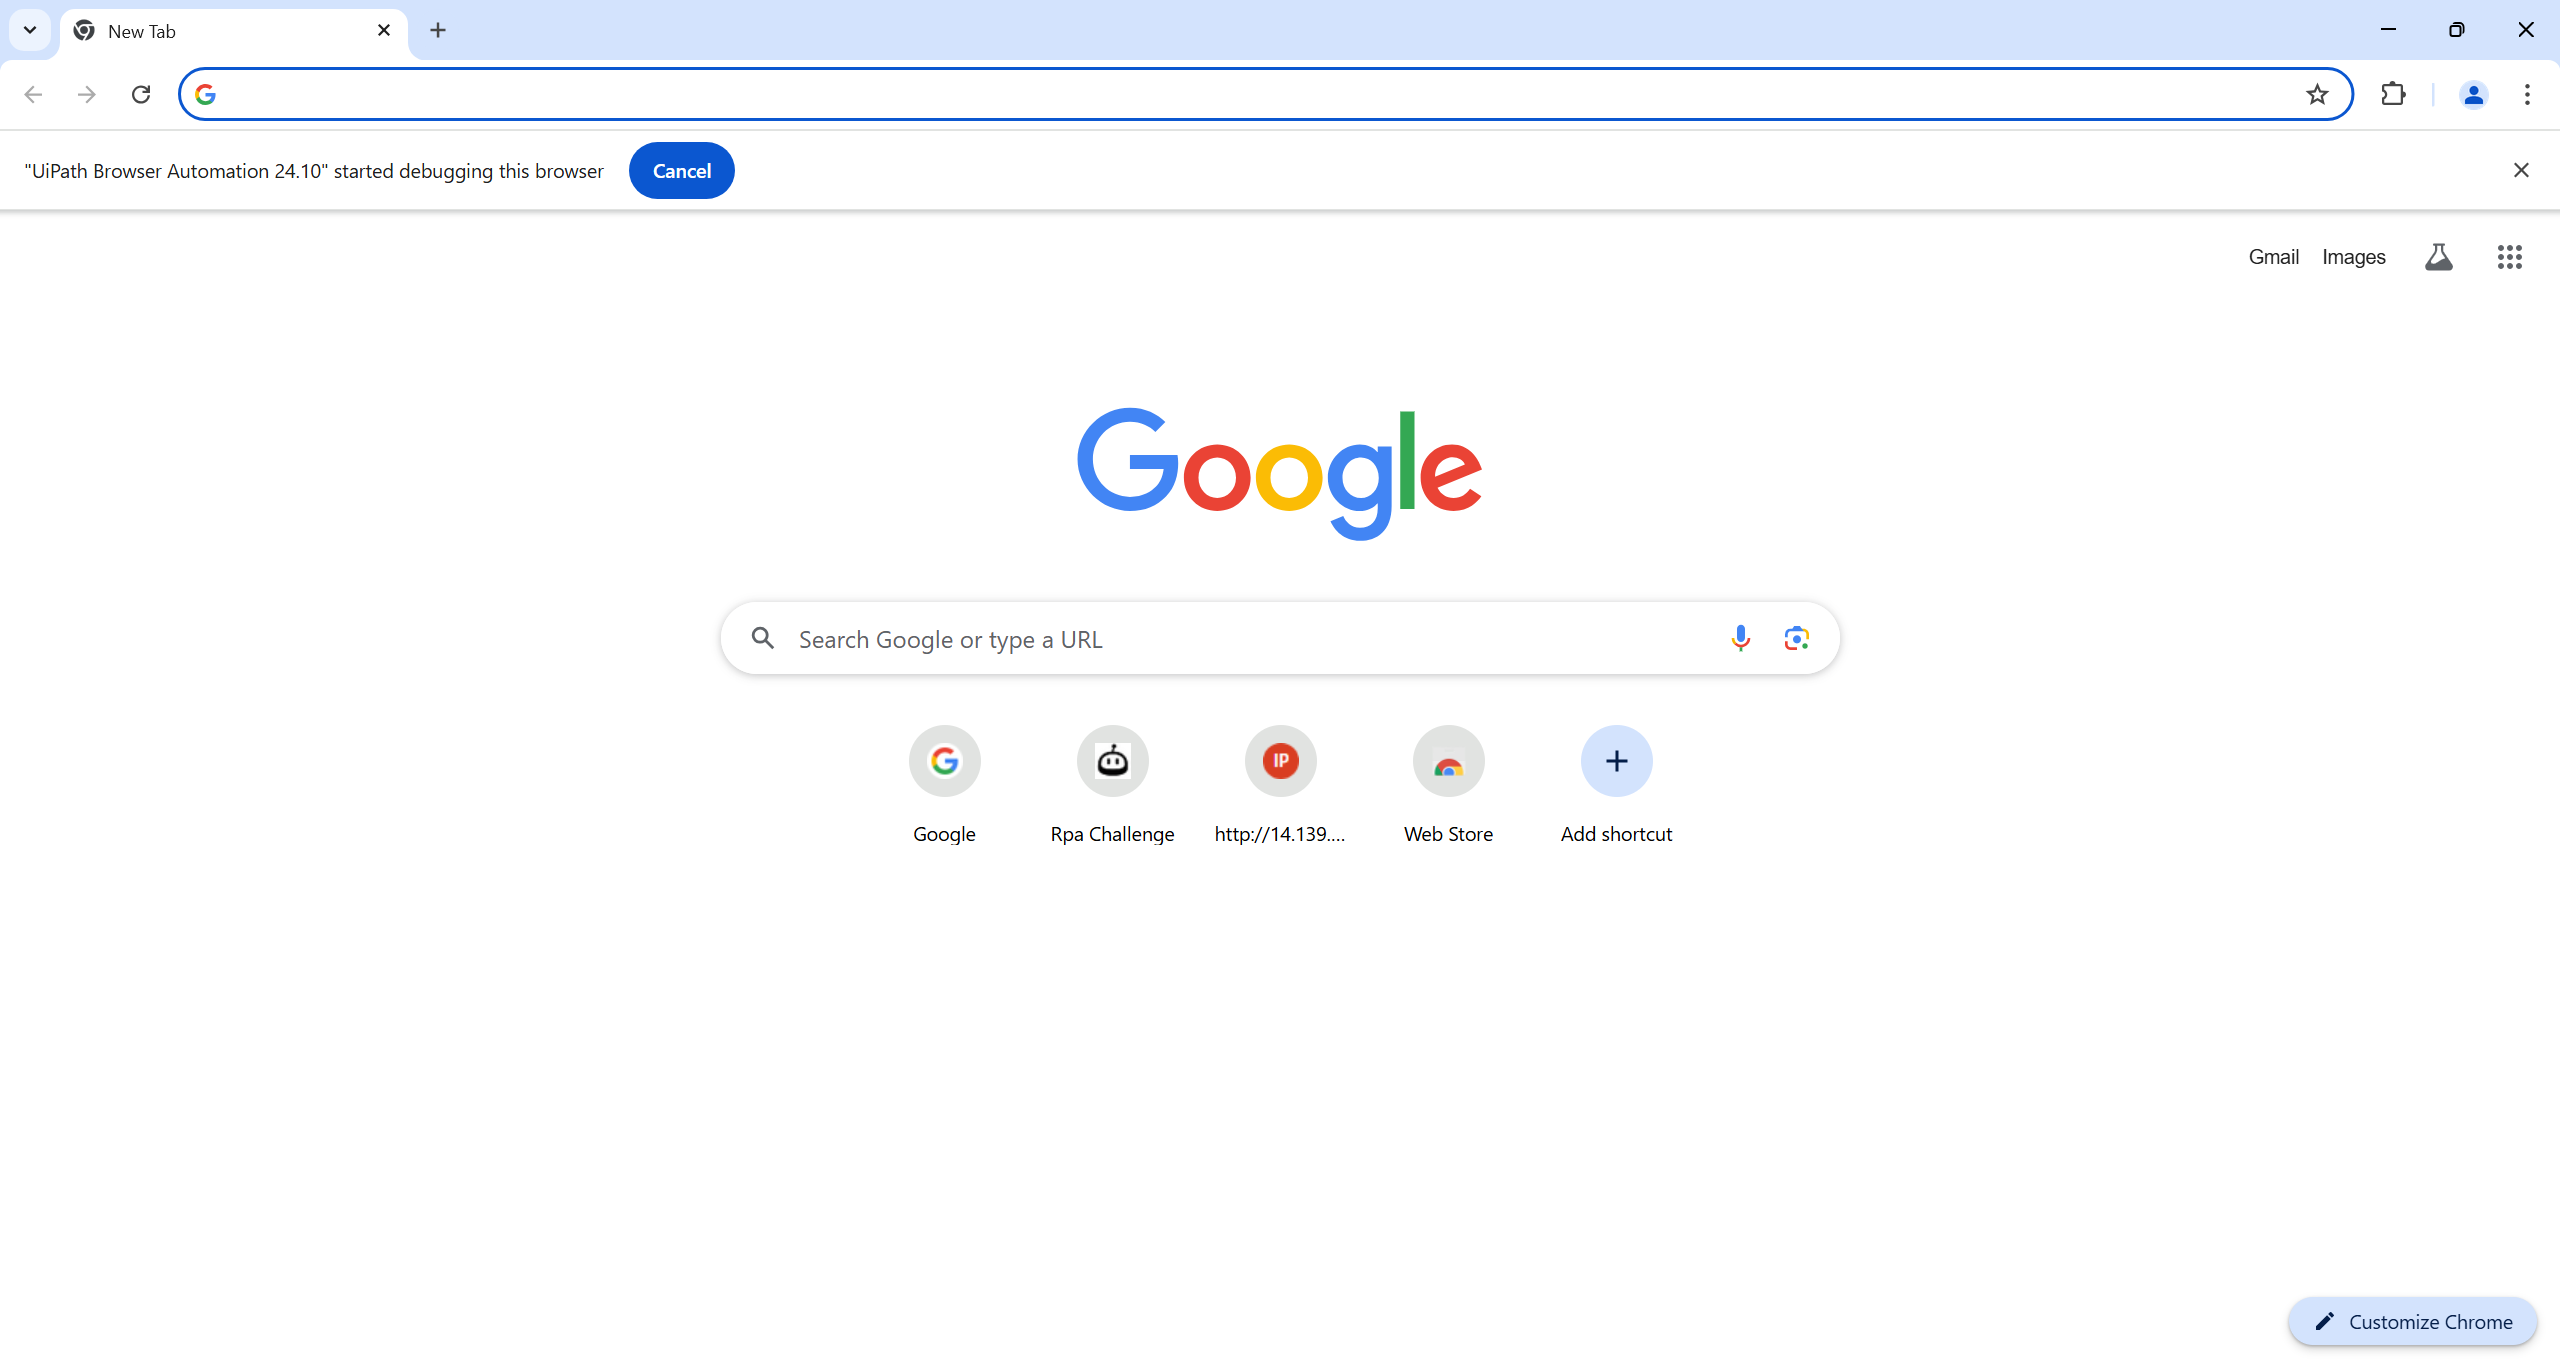 New Tab
"UiPath Browser Automation 24.10" started debugging this browser Cancel
Gmail Images
Google
Search Google or type a URL
IP
Google Rpa Challenge http://14.139.... Web Store Add shortcut
Customize Chrome